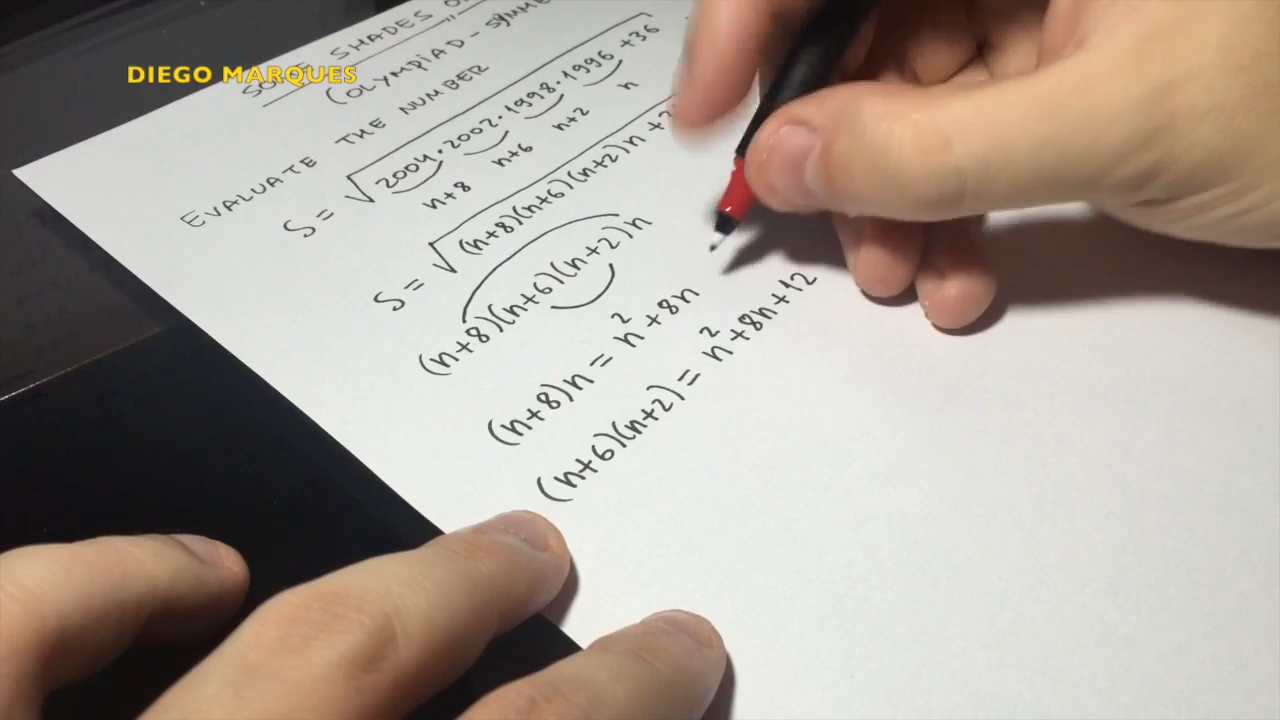 DIEGO MARQUES
SHADES
(OLYMPIAD -
EVALUATE THE NUMBER
S = √2004·2002·1998·1996 +36
n+8 n+6 n+2 n
S = √(n+8)(n+6)(n+2)n +
(n+8)(n+6)(n+2)n
(n+8)n = n² + 8n
(n+6)(n+2) = n² + 8n + 12